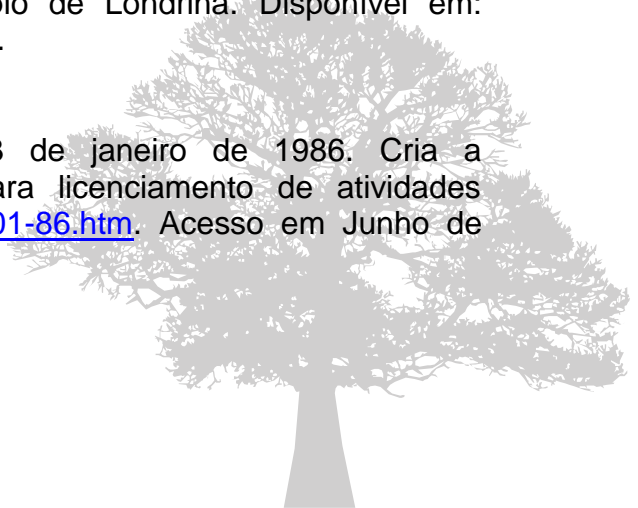 de Londrina. Disponível em:
.
de janeiro de 1986. Cria a
licenciamento de atividades
01-86.htm. Acesso em Junho de